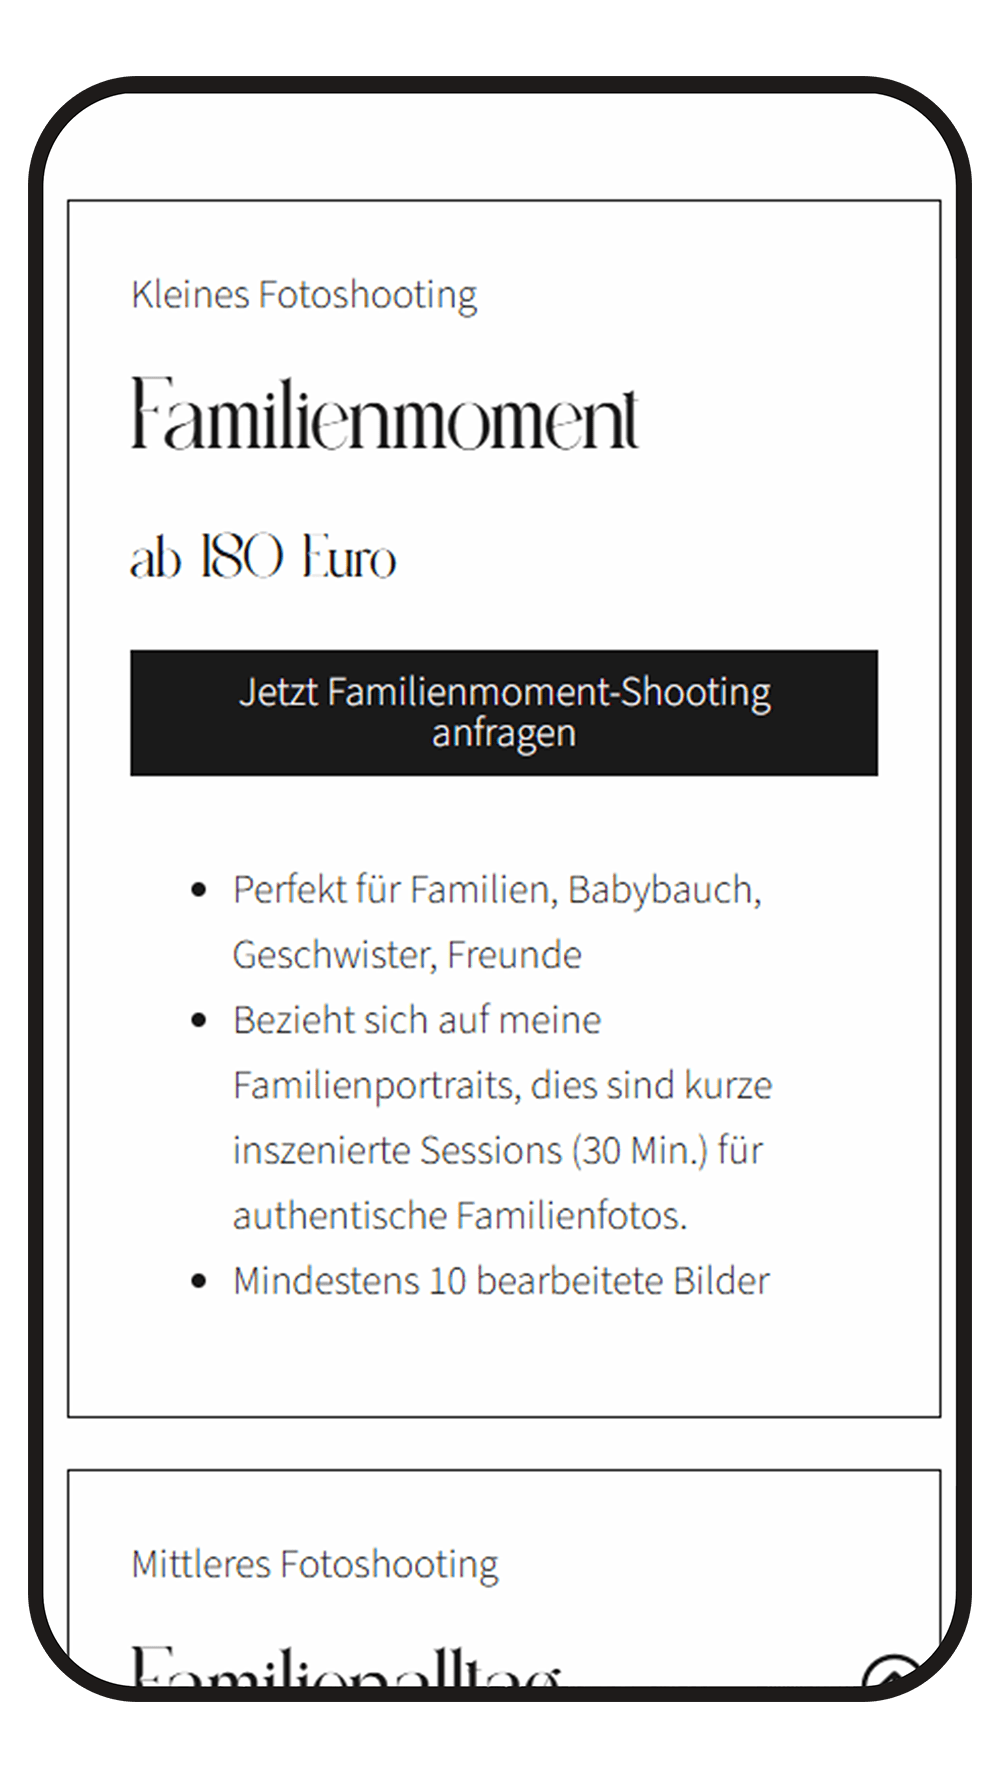 Kleines Fotoshooting
Familienmoment
ab 180 Euro
Jetzt Familienmoment-Shooting
anfragen
Perfekt für Familien, Babybauch,
Geschwister, Freunde
Bezieht sich auf meine
Familienportraits, dies sind kurze
inszenierte Sessions (30 Min.) für
authentische Familienfotos.
Mindestens 10 bearbeitete Bilder
Mittleres Fotoshooting
Familienalltag